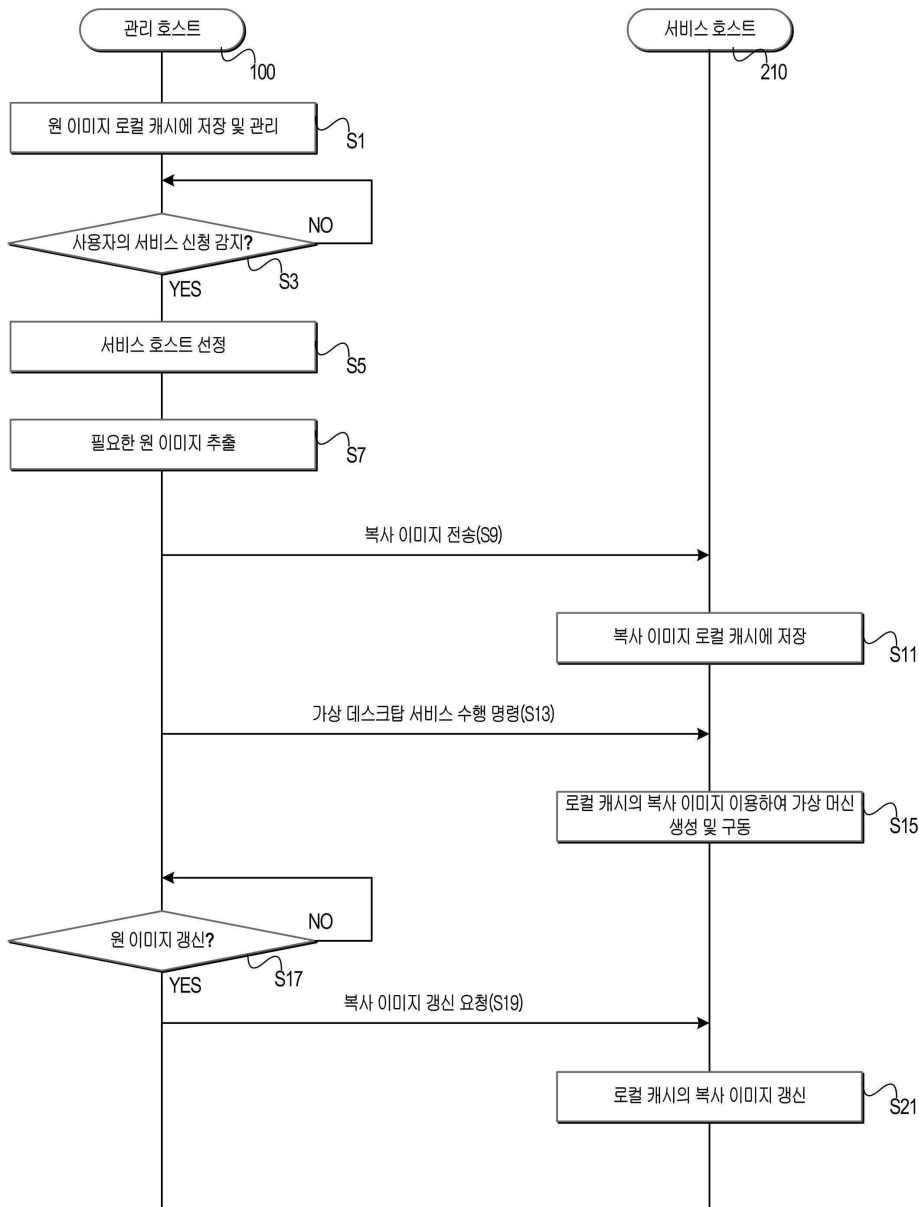 관리 호스트
서비스 호스트
100
210
원 이미지 로컬 캐시에 저장 및 관리
S1
NO
사용자의 서비스 신청 감지?
S3
YES
서비스 호스트 선정
S5
필요한 원 이미지 추출
S7
복사 이미지 전송(S9)
복사 이미지 로컬 캐시에 저장
S11
가상 데스크탑 서비스 수행 명령(S13)
로컬 캐시의 복사 이미지 이용하여 가상 머신
생성 및 구동
S15
NO
원 이미지 갱신?
S17
YES
복사 이미지 갱신 요청(S19)
로컬 캐시의 복사 이미지 갱신
S21